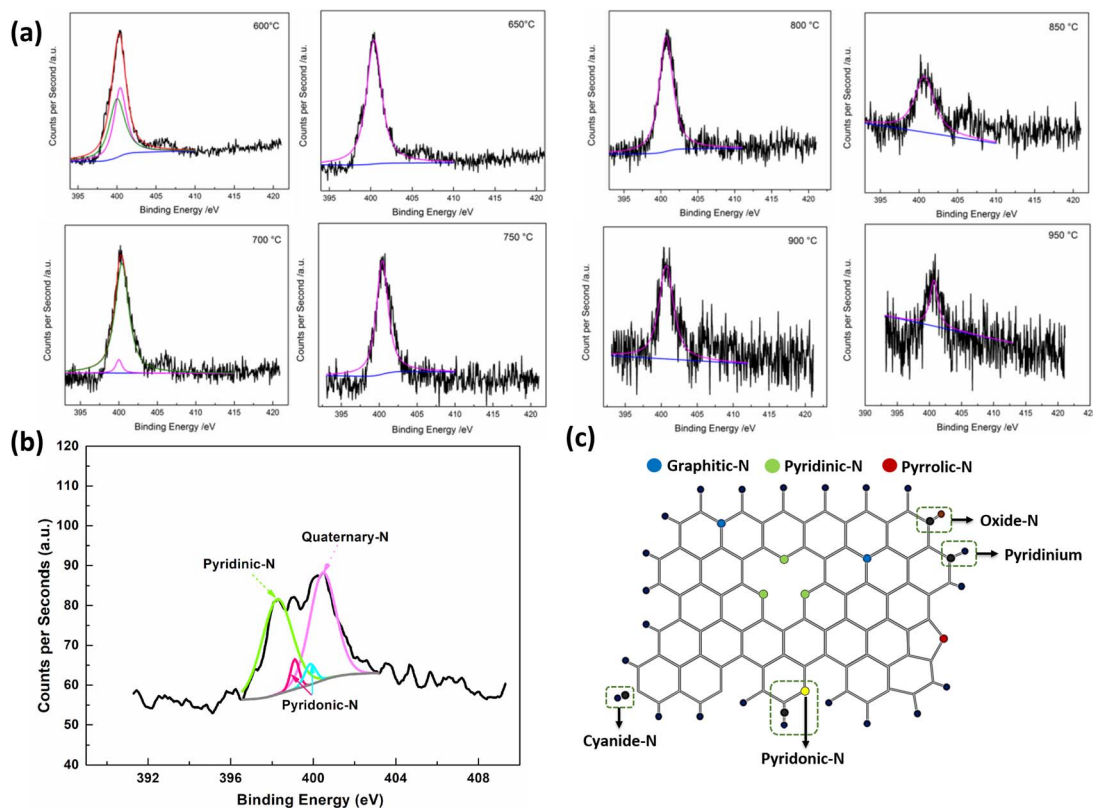 (a)
600°C
Counts per Second /a.u.
395 400 405 410 415 420
Binding Energy /eV
650°C
Counts per Second /a.u.
395 400 405 410 415 420
Binding Energy /eV
800 °C
Counts per Second /a.u.
395 400 405 410 415 420
Binding Energy /eV
850 °C
Counts per Second /a.u.
395 400 405 410 415 420
Binding Energy /eV
700 °C
Counts per Second /a.u.
395 400 405 410 415 420
Binding Energy /eV
750 °C
Counts per Second /a.u.
395 400 405 410 415 420
Binding Energy /eV
900 °C
Count per Second /a.u.
395 400 405 410 415 420
Binding Energy /eV
950 °C
Counts per Second /a.u.
390 395 400 405 410 415 420 425
Binding Energy /eV
(b)
120
110
100
90
80
70
60
50
40
Counts per Seconds (a.u.)
Quaternary-N
Pyridinic-N
Pyridonic-N
392 396 400 404 408
Binding Energy (eV)
(c)
Graphitic-N Pyridinic-N Pyrrolic-N
Oxide-N
Pyridinium
Cyanide-N
Pyridonic-N